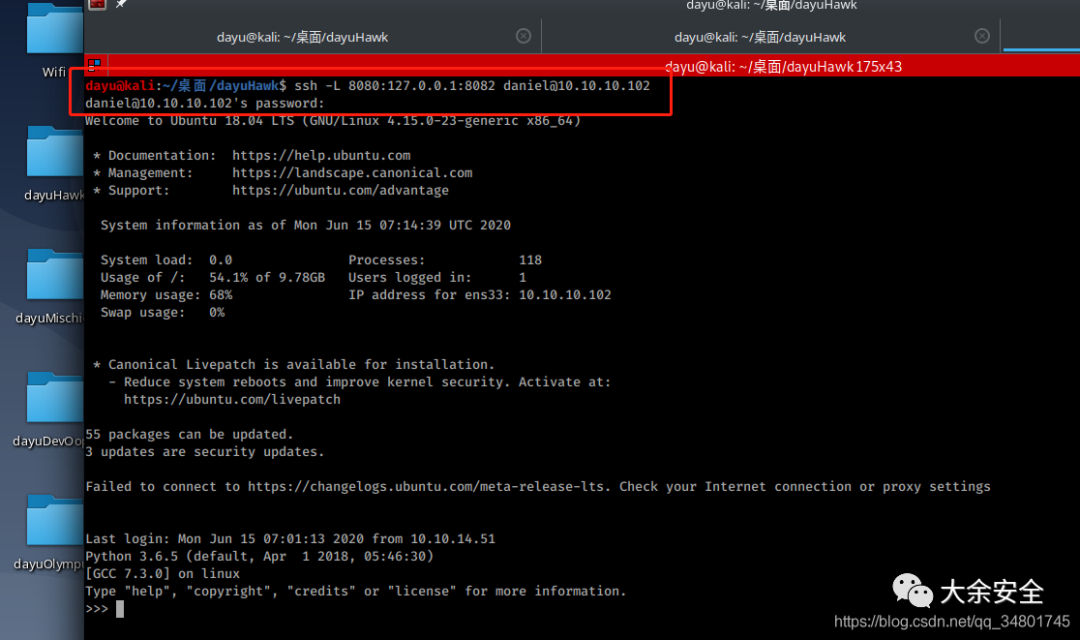 dayu@kali: ~/桌面/dayuHawk
dayu@kali: ~/桌面/dayuHawk
dayu@kali: ~/桌面/dayuHawk
dayu@kali: ~/桌面/dayuHawk 175x43
Wifi
dayuHawk
dayuMischi
dayuDevOop
dayuOlymp
dayu@kali:~/桌面/dayuHawk$ ssh -L 8080:127.0.0.1:8082 daniel@10.10.10.102
daniel@10.10.10.102's password:
Welcome to Ubuntu 18.04 LTS (GNU/Linux 4.15.0-23-generic x86_64)
* Documentation: https://help.ubuntu.com
* Management: https://landscape.canonical.com
* Support: https://ubuntu.com/advantage
System information as of Mon Jun 15 07:14:39 UTC 2020
System load: 0.0 Processes: 118
Usage of /: 54.1% of 9.78GB Users logged in: 1
Memory usage: 68% IP address for ens33: 10.10.10.102
Swap usage: 0%
* Canonical Livepatch is available for installation.
- Reduce system reboots and improve kernel security. Activate at:
https://ubuntu.com/livepatch
55 packages can be updated.
3 updates are security updates.
Failed to connect to https://changelogs.ubuntu.com/meta-release-lts. Check your Internet connection or proxy settings
Last login: Mon Jun 15 07:01:13 2020 from 10.10.14.51
Python 3.6.5 (default, Apr 1 2018, 05:46:30)
[GCC 7.3.0] on linux
Type "help", "copyright", "credits" or "license" for more information.
>>>
大余安全
https://blog.csdn.net/qq_34801745